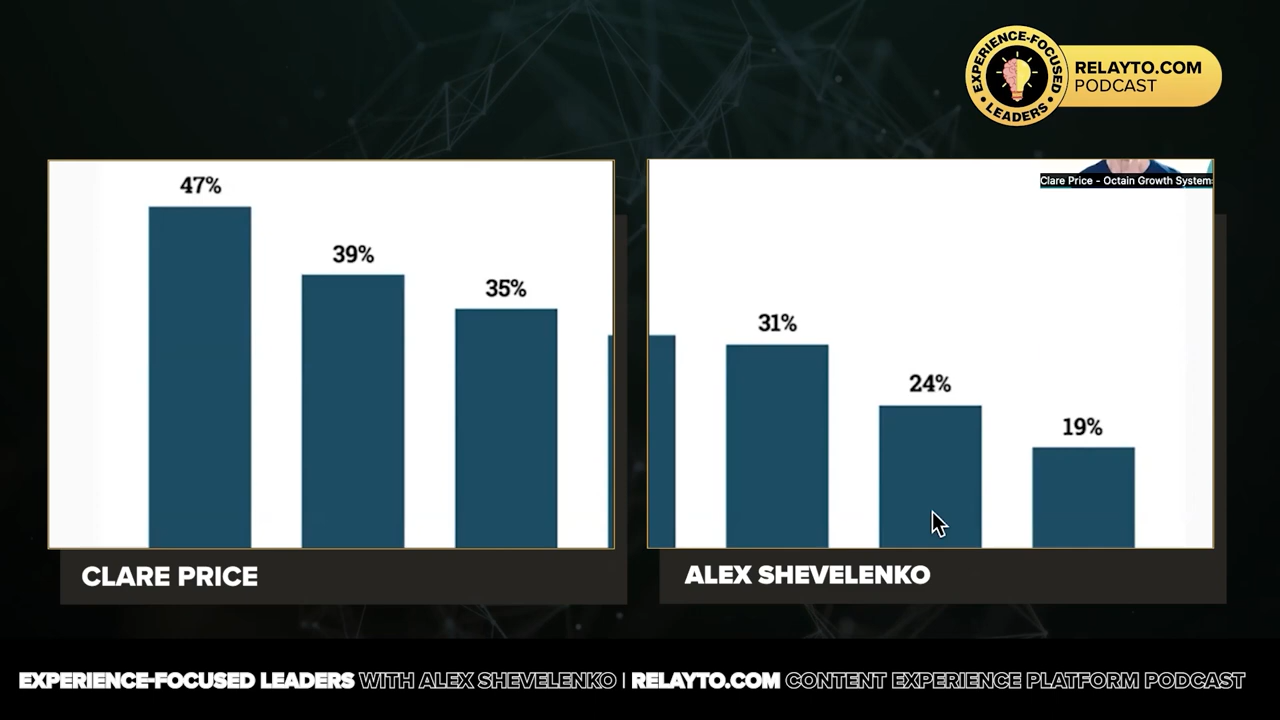 EXPERIENCE-FOCUSED
LEADERS
RELAYTO.COM
PODCAST
47%
39%
35%
Clare Price - Octain Growth System
31%
24%
19%
CLARE PRICE
ALEX SHEVELENKO
EXPERIENCE-FOCUSED LEADERS WITH ALEX SHEVELENKO | RELAYTO.COM CONTENT EXPERIENCE PLATFORM PODCAST